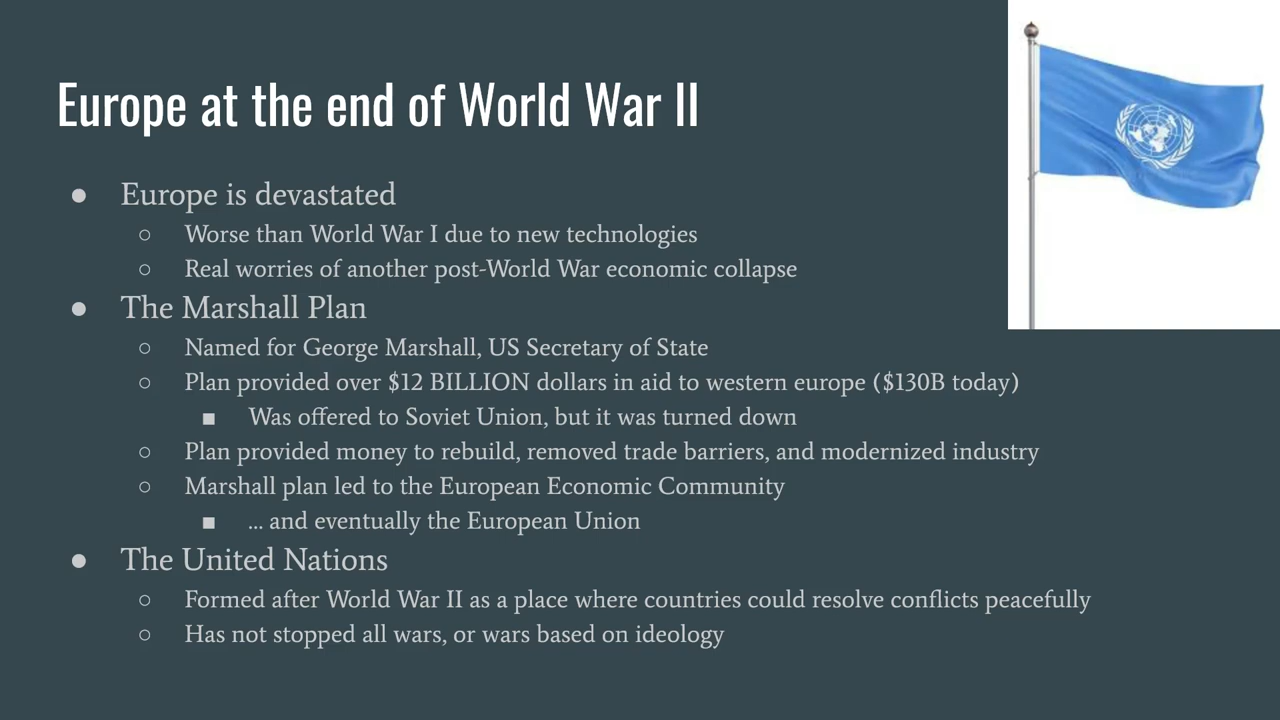 Europe at the end of World War II
● Europe is devastated
○ Worse than World War I due to new technologies
○ Real worries of another post-World War economic collapse
● The Marshall Plan
○ Named for George Marshall, US Secretary of State
○ Plan provided over $12 BILLION dollars in aid to western europe ($130B today)
■ Was offered to Soviet Union, but it was turned down
○ Plan provided money to rebuild, removed trade barriers, and modernized industry
○ Marshall plan led to the European Economic Community
■ … and eventually the European Union
● The United Nations
○ Formed after World War II as a place where countries could resolve conflicts peacefully
○ Has not stopped all wars, or wars based on ideology